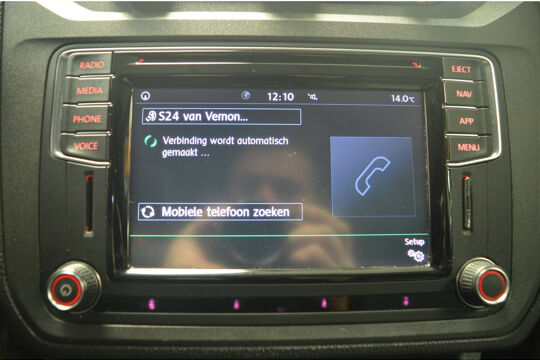 RADIO
MEDIA
PHONE
VOICE
12:10
14.0°C
S24 van Vernon...
Verbinding wordt automatisch
gemaakt ...
Mobiele telefoon zoeken
Setup
EJECT
NAV
APP
MENU